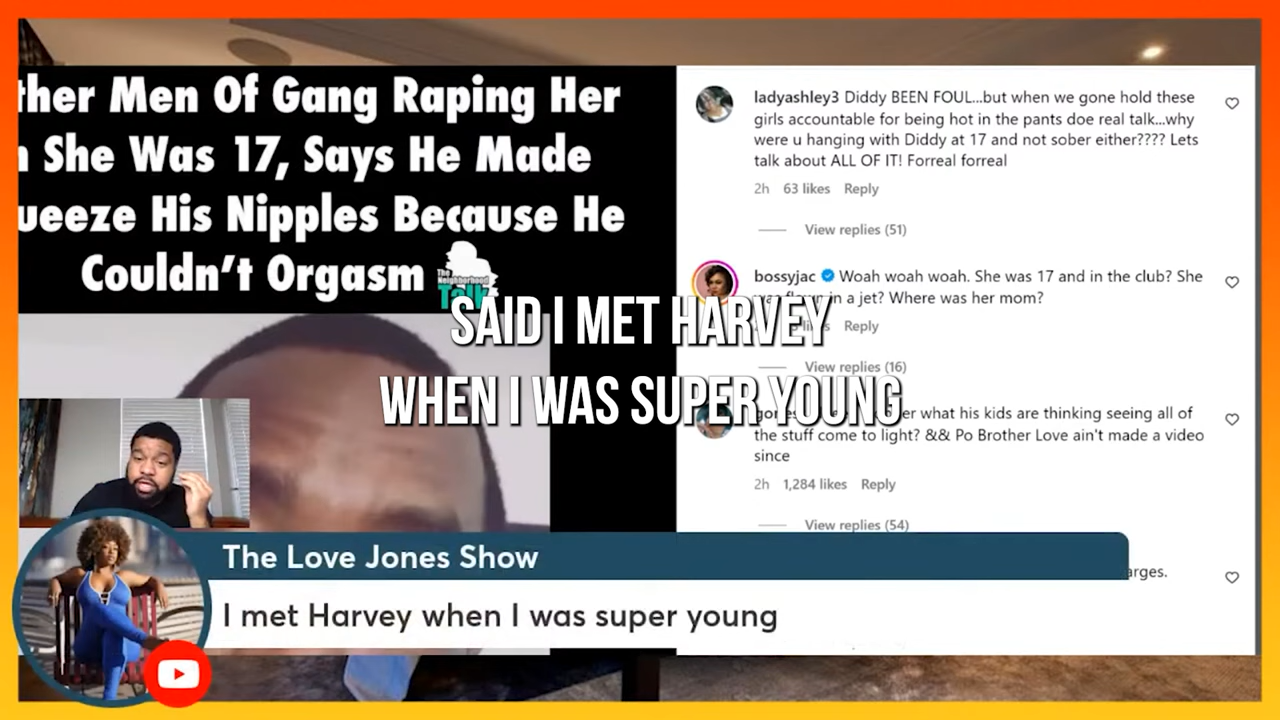 ther Men Of Gang Raping Her
She Was 17, Says He Made
ueeze His Nipples Because He
Couldn't Orgasm
The
Neighborhood
Talk
ladyashley3 Diddy BEEN FOUL...but when we gone hold these
girls accountable for being hot in the pants doe real talk...why
were u hanging with Diddy at 17 and not sober either???? Lets
talk about ALL OF IT! Forreal forreal
2h 63 likes Reply
View replies (51)
bossyjac Woah woah woah. She was 17 and in the club? She
in a jet? Where was her mom?
Reply
View replies (16)
SAID I MET HARVEY
WHEN I WAS SUPER YOUNG
what his kids are thinking seeing all of
the stuff come to light? && Po Brother Love ain't made a video
since
2h 1,284 likes Reply
View replies (54)
arges.
The Love Jones Show
I met Harvey when I was super young